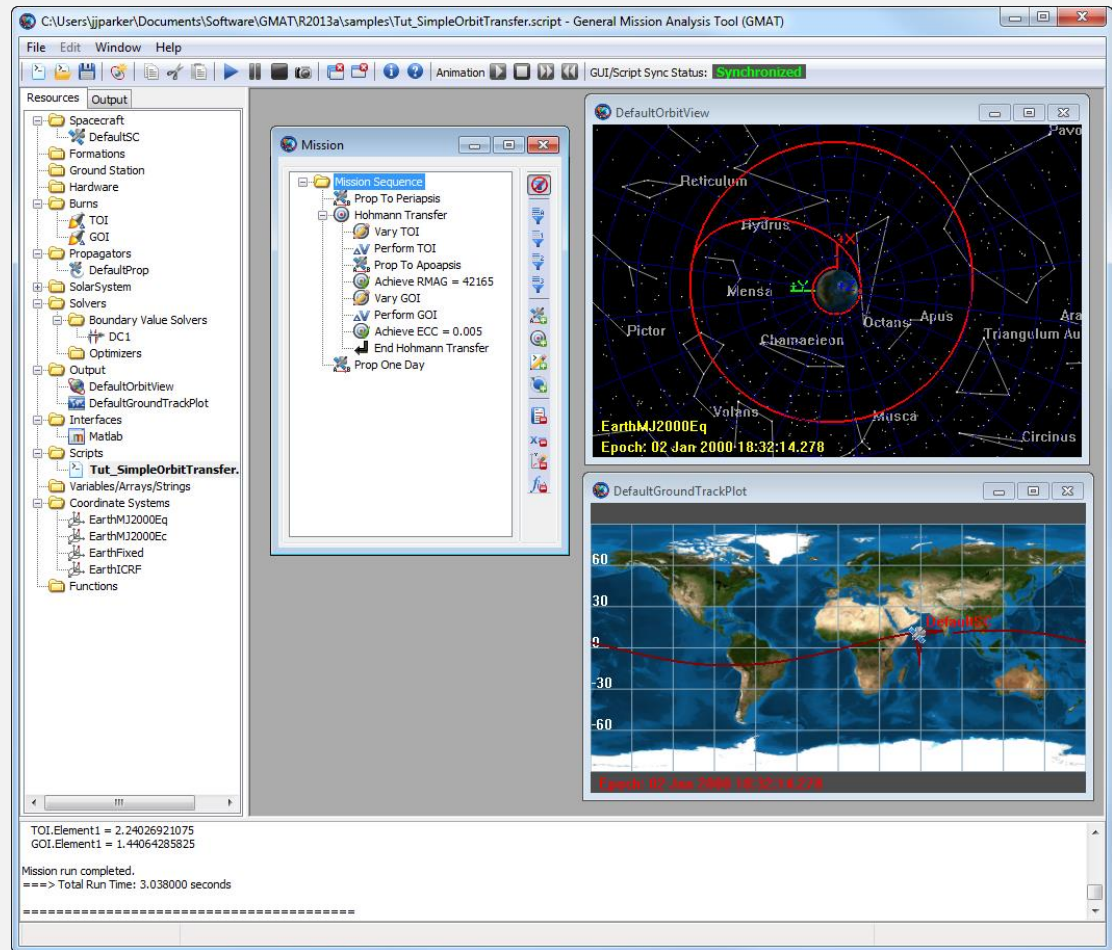 C:\Users\jjparker\Documents\Software\GMAT\R2013a\samples\Tut_SimpleOrbitTransfer.script - General Mission Analysis Tool (GMAT)
File Edit Window Help
Animation GUI/Script Sync Status: Synchronized
Resources Output
Spacecraft
DefaultSC
Formations
Ground Station
Hardware
Burns
TOI
GOI
Propagators
DefaultProp
SolarSystem
Solvers
Boundary Value Solvers
DC1
Optimizers
Output
DefaultOrbitView
DefaultGroundTrackPlot
Interfaces
Matlab
Scripts
Tut_SimpleOrbitTransfer.
Variables/Arrays/Strings
Coordinate Systems
EarthMJ2000Eq
EarthMJ2000Ec
EarthFixed
EarthICRF
Functions
Mission
Mission Sequence
Prop To Periapsis
Hohmann Transfer
Vary TOI
Perform TOI
Prop To Apoapsis
Achieve RMAG = 42165
Vary GOI
Perform GOI
Achieve ECC = 0.005
End Hohmann Transfer
Prop One Day
DefaultOrbitView
Pavo
Reticulum
Hydrus
+X
Mensa
+Y
Octans
Apus
Ara
Pictor
Chamaeleon
Triangulum Au
Volans
Musca
Circinus
EarthMJ2000Eq
Epoch: 02 Jan 2000 18:32:14.278
DefaultGroundTrackPlot
60
30
DefaultSC
0
-30
-60
Epoch: 02 Jan 2000 18:32:14.278
TOI.Element1 = 2.24026921075
GOI.Element1 = 1.44064285825
Mission run completed.
===> Total Run Time: 3.038000 seconds
========================================